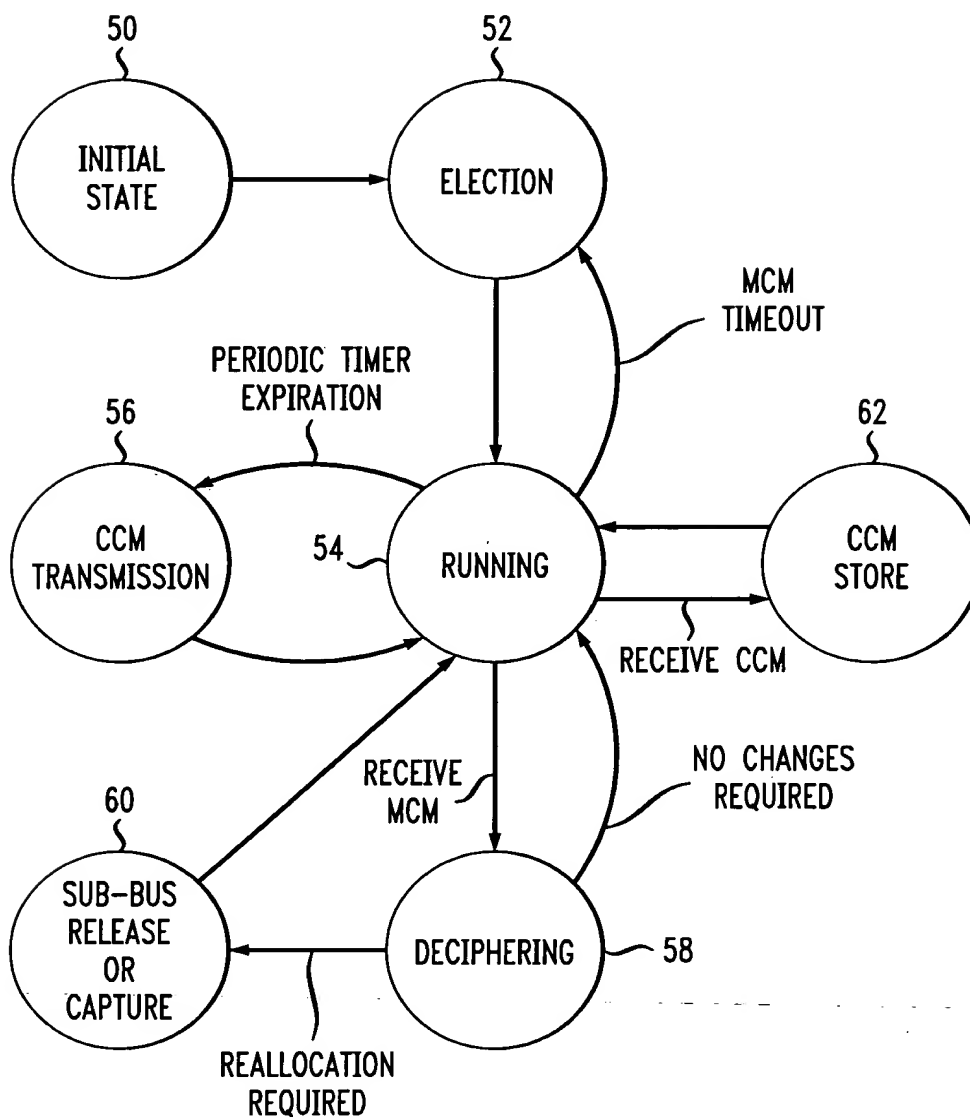 50
52
INITIAL
STATE
ELECTION
MCM
TIMEOUT
PERIODIC TIMER
EXPIRATION
56
62
CCM
TRANSMISSION
54
RUNNING
CCM
STORE
RECEIVE CCM
RECEIVE
MCM
NO CHANGES
REQUIRED
60
SUB-BUS
RELEASE
OR
CAPTURE
DECIPHERING
58
REALLOCATION
REQUIRED